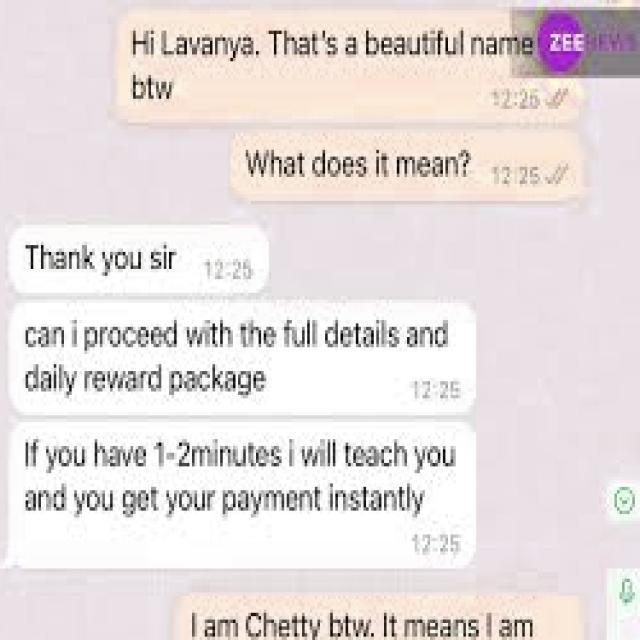 Hi Lavanya. That's a beautiful name
btw
12:25
ZEE NEWS
What does it mean? 12:25
Thank you sir 12:25
can i proceed with the full details and
daily reward package
12:25
If you have 1-2minutes i will teach you
and you get your payment instantly
12:25
I am Chetty btw. It means I am